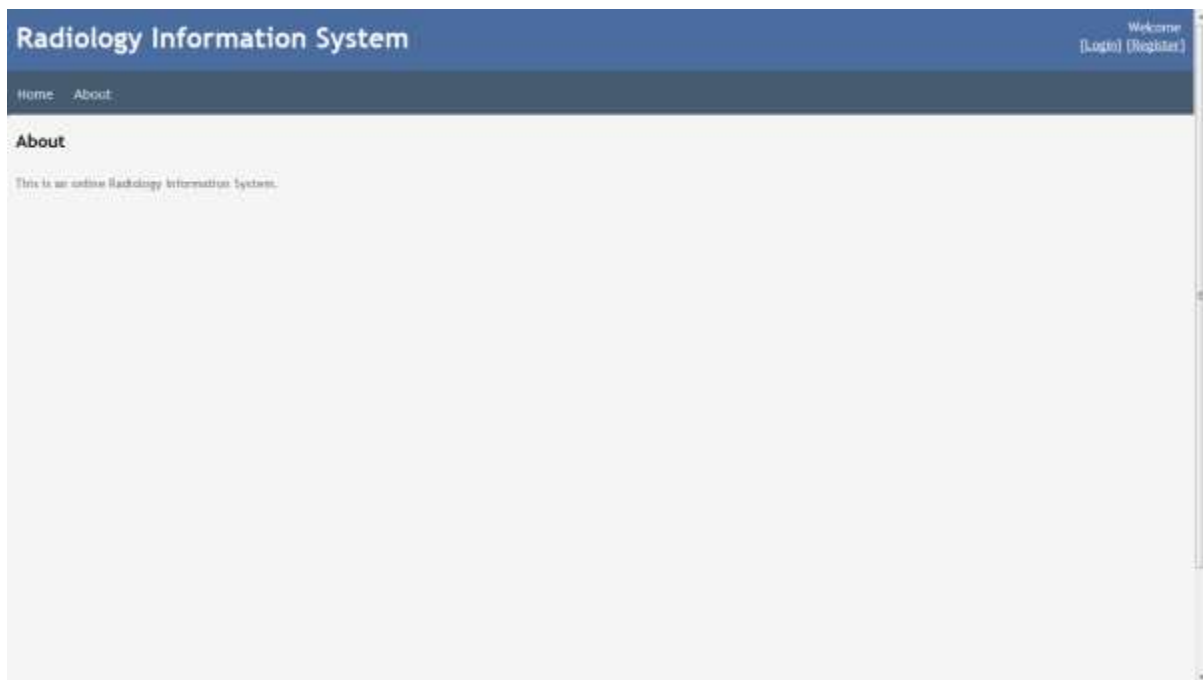 Radiology Information System
Welcome
[Login] [Register]
Home About
About
This is an online Radiology Information System.